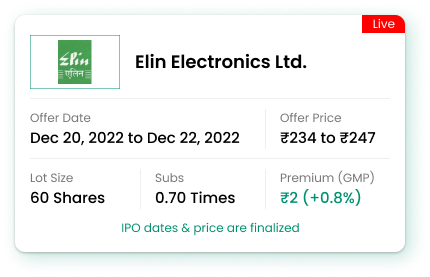 Live
Elin
एलिन
Elin Electronics Ltd.
Offer Date
Offer Price
Dec 20, 2022 to Dec 22, 2022
₹234 to ₹247
Lot Size
Subs
Premium (GMP)
60 Shares
0.70 Times
₹2 (+0.8%)
IPO dates & price are finalized